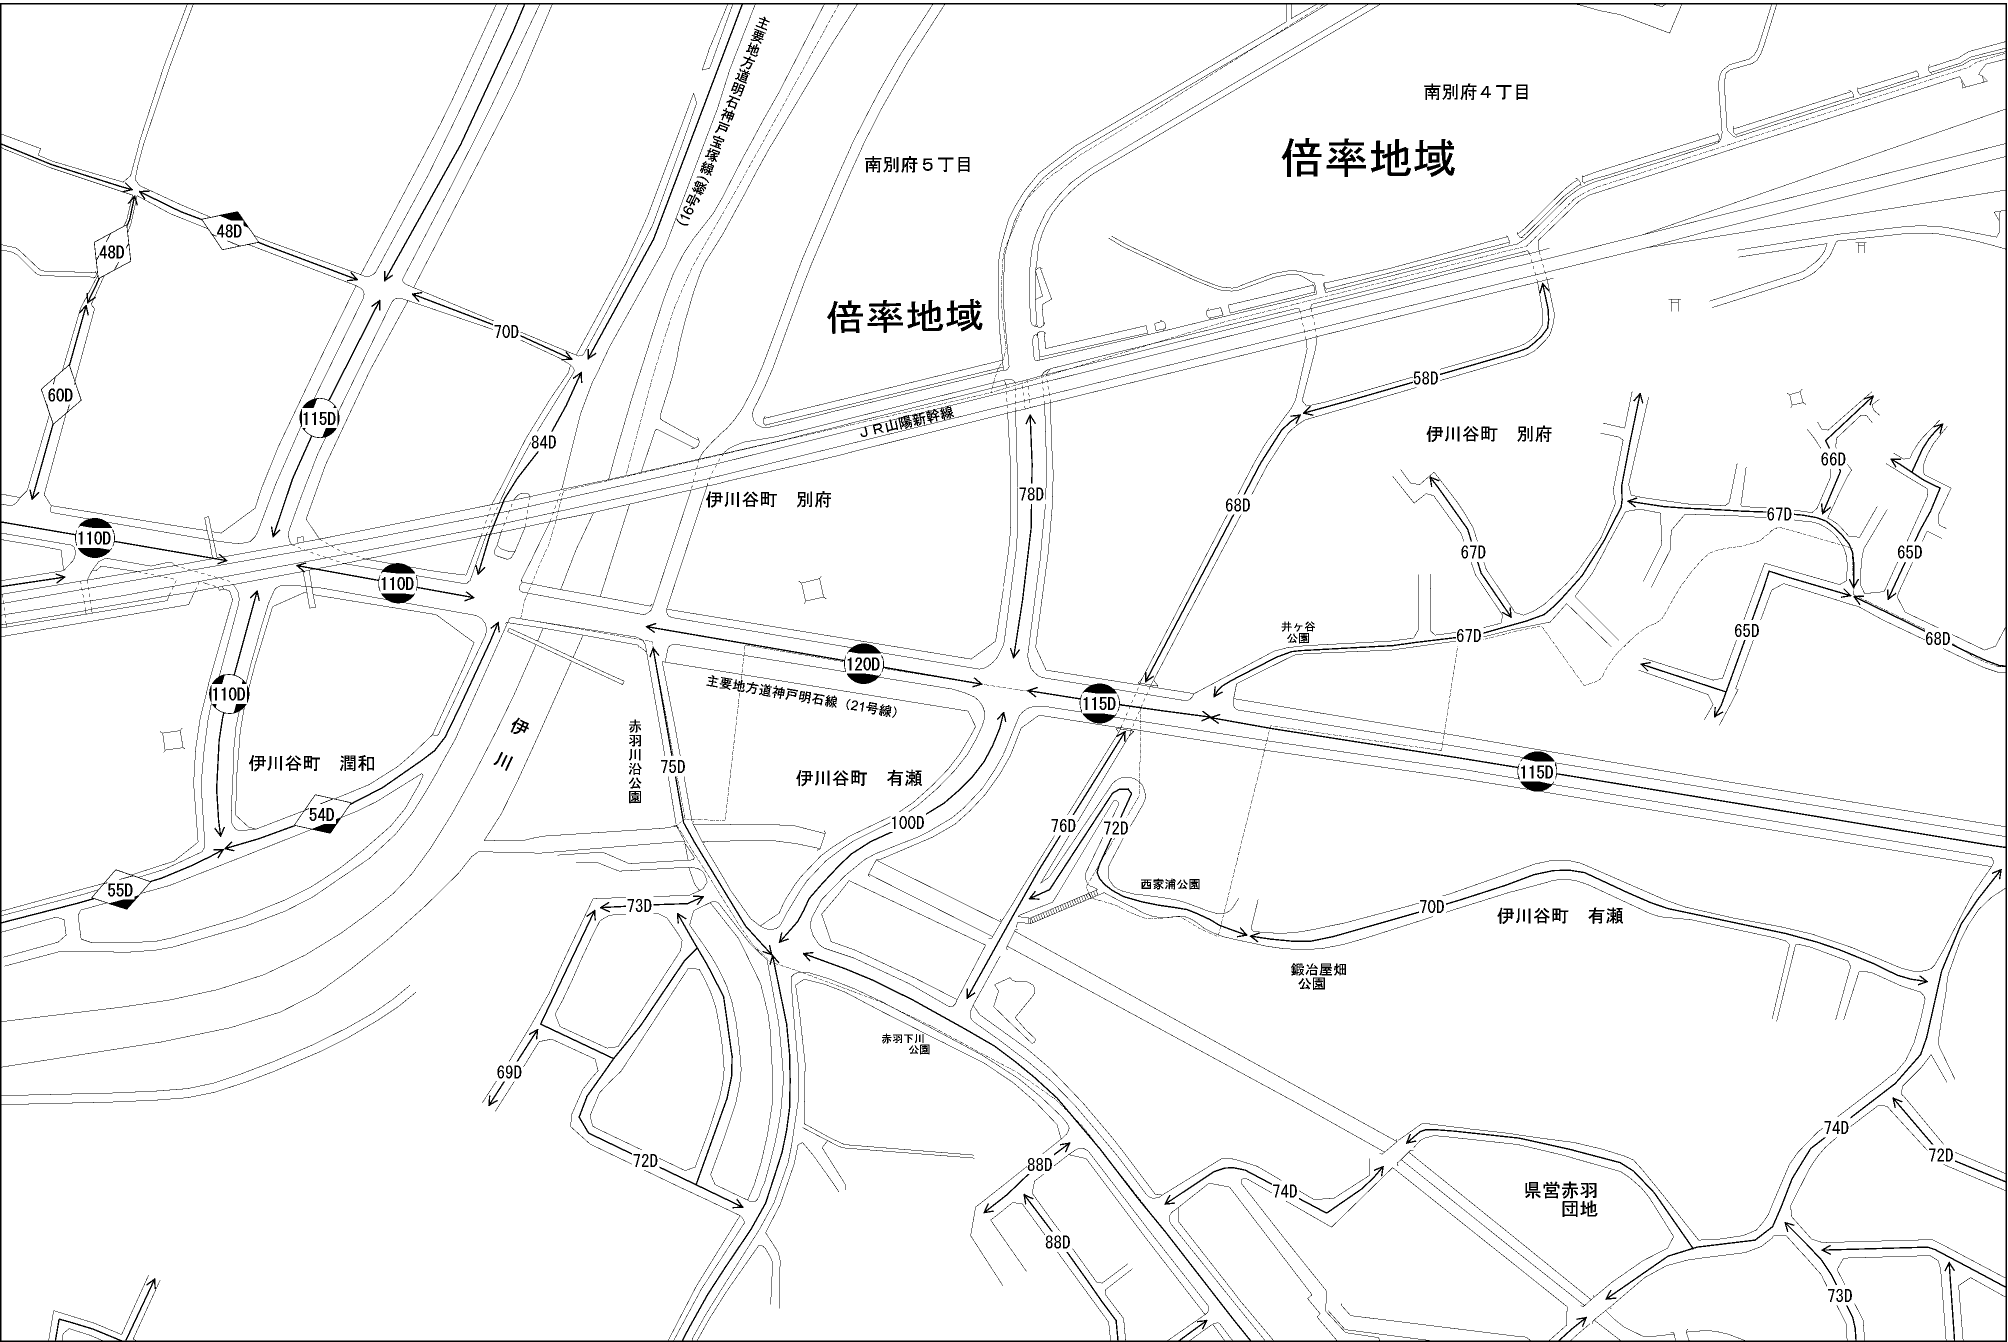 主要地方道明石神戸宝塚線
(16号線)
南別府4丁目
倍率地域
南別府5丁目
48D
48D
倍率地域
70D
58D
60D
115D
JR山陽新幹線
84D
伊川谷町　別府
66D
伊川谷町　別府
78D
68D
67D
110D
67D
65D
110D
井ヶ谷
公園
65D
67D
68D
120D
主要地方道神戸明石線(21号線)
110D
115D
伊川
赤羽川沿公園
伊川谷町　潤和
75D
伊川谷町　有瀬
115D
54D
100D
76D
72D
55D
西家浦公園
73D
70D
伊川谷町　有瀬
鍛冶屋畑
公園
赤羽下川
公園
69D
74D
72D
72D
88D
74D
県営赤羽
団地
88D
73D